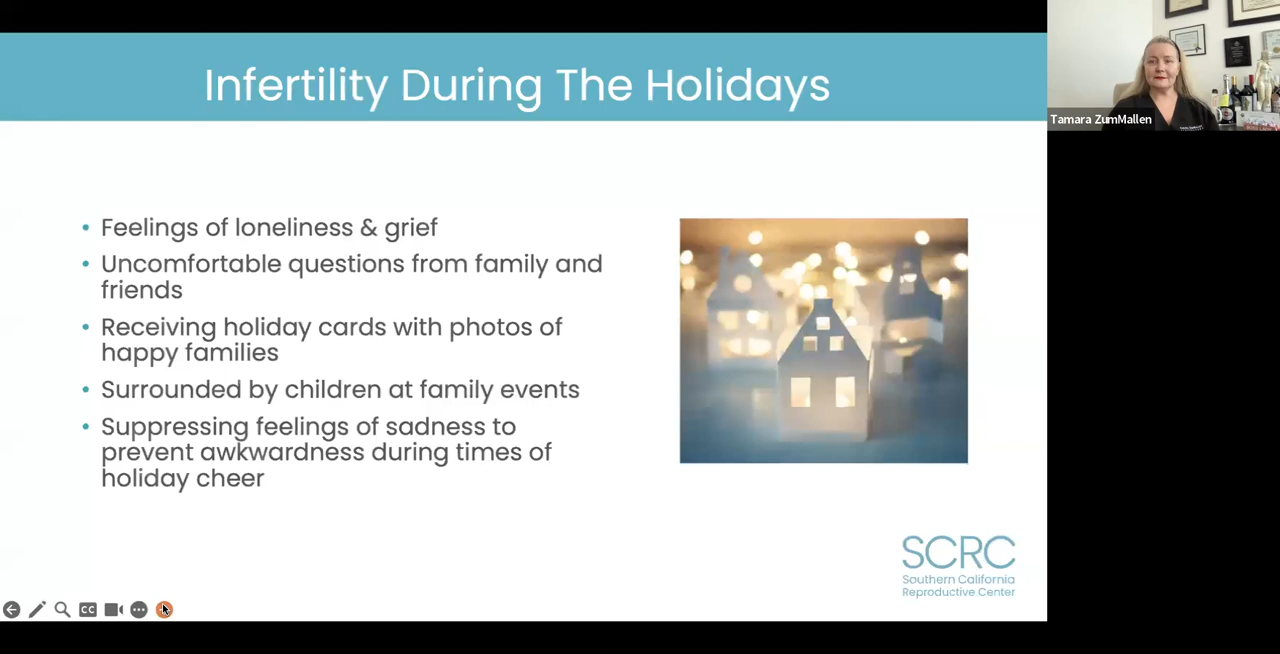 Infertility During The Holidays
Tamara ZumMallen
• Feelings of loneliness & grief
• Uncomfortable questions from family and
friends
• Receiving holiday cards with photos of
happy families
• Surrounded by children at family events
• Suppressing feelings of sadness to
prevent awkwardness during times of
holiday cheer
SCRC
Southern California
Reproductive Center
CC